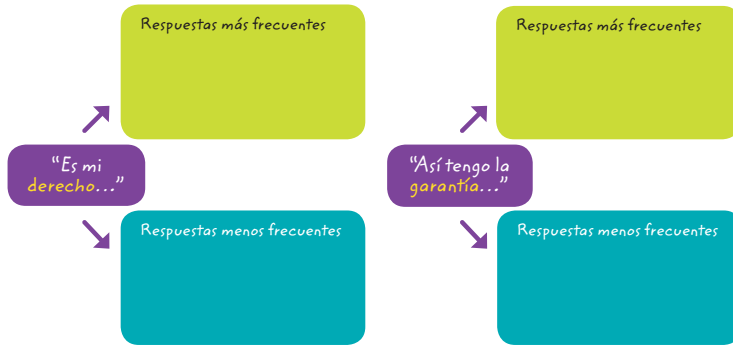 Respuestas más frecuentes
"Es mi
derecho..."
Respuestas menos frecuentes
Respuestas más frecuentes
"Así tengo la
garantía..."
Respuestas menos frecuentes